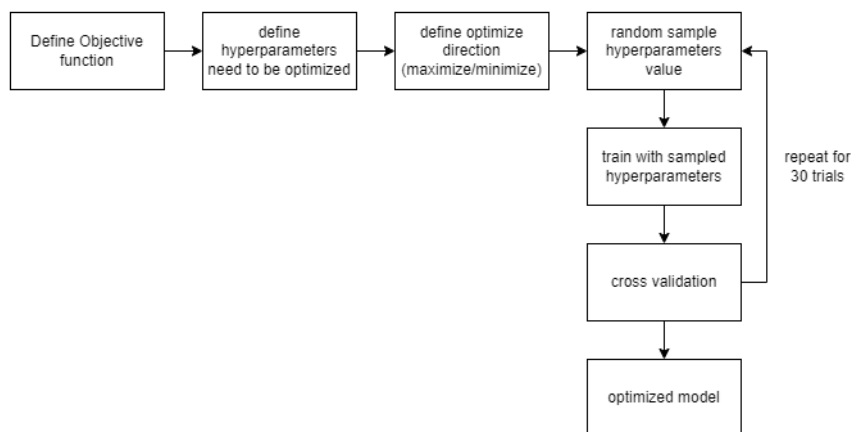 Define Objective
function
define
hyperparameters
need to be optimized
define optimize
direction
(maximize/minimize)
random sample
hyperparameters
value
train with sampled
hyperparameters
repeat for
30 trials
cross validation
optimized model